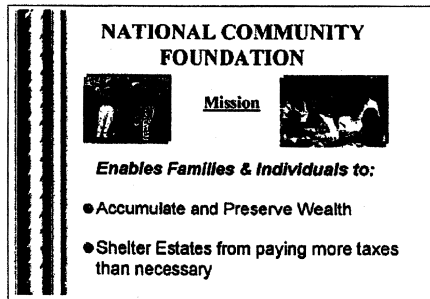 NATIONAL COMMUNITY
FOUNDATION
Mission
Enables Families & Individuals to:
●Accumulate and Preserve Wealth
●Shelter Estates from paying more taxes
than necessary